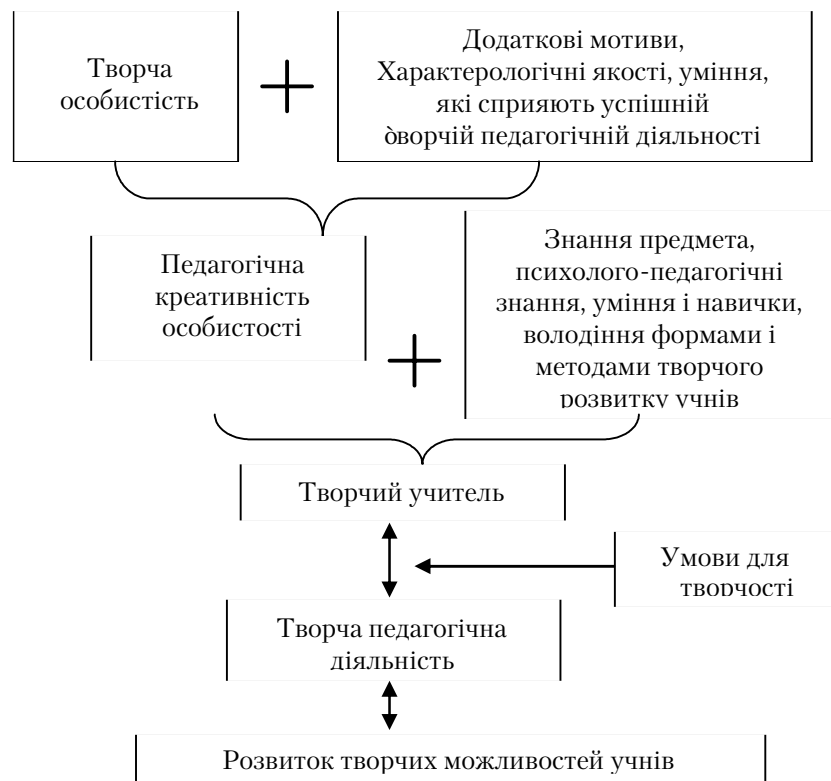 Творча
особистість
Додаткові мотиви,
Характерологічні якості, уміння,
які сприяють успішній
дворчій педагогічній діяльності
Педагогічна
креативність
особистості
Знання предмета,
психолого-педагогічні
знання, уміння і навички,
володіння формами і
методами творчого
розвитку учнів
Творчий учитель
Умови для
творчості
Творча педагогічна
діяльність
Розвиток творчих можливостей учнів